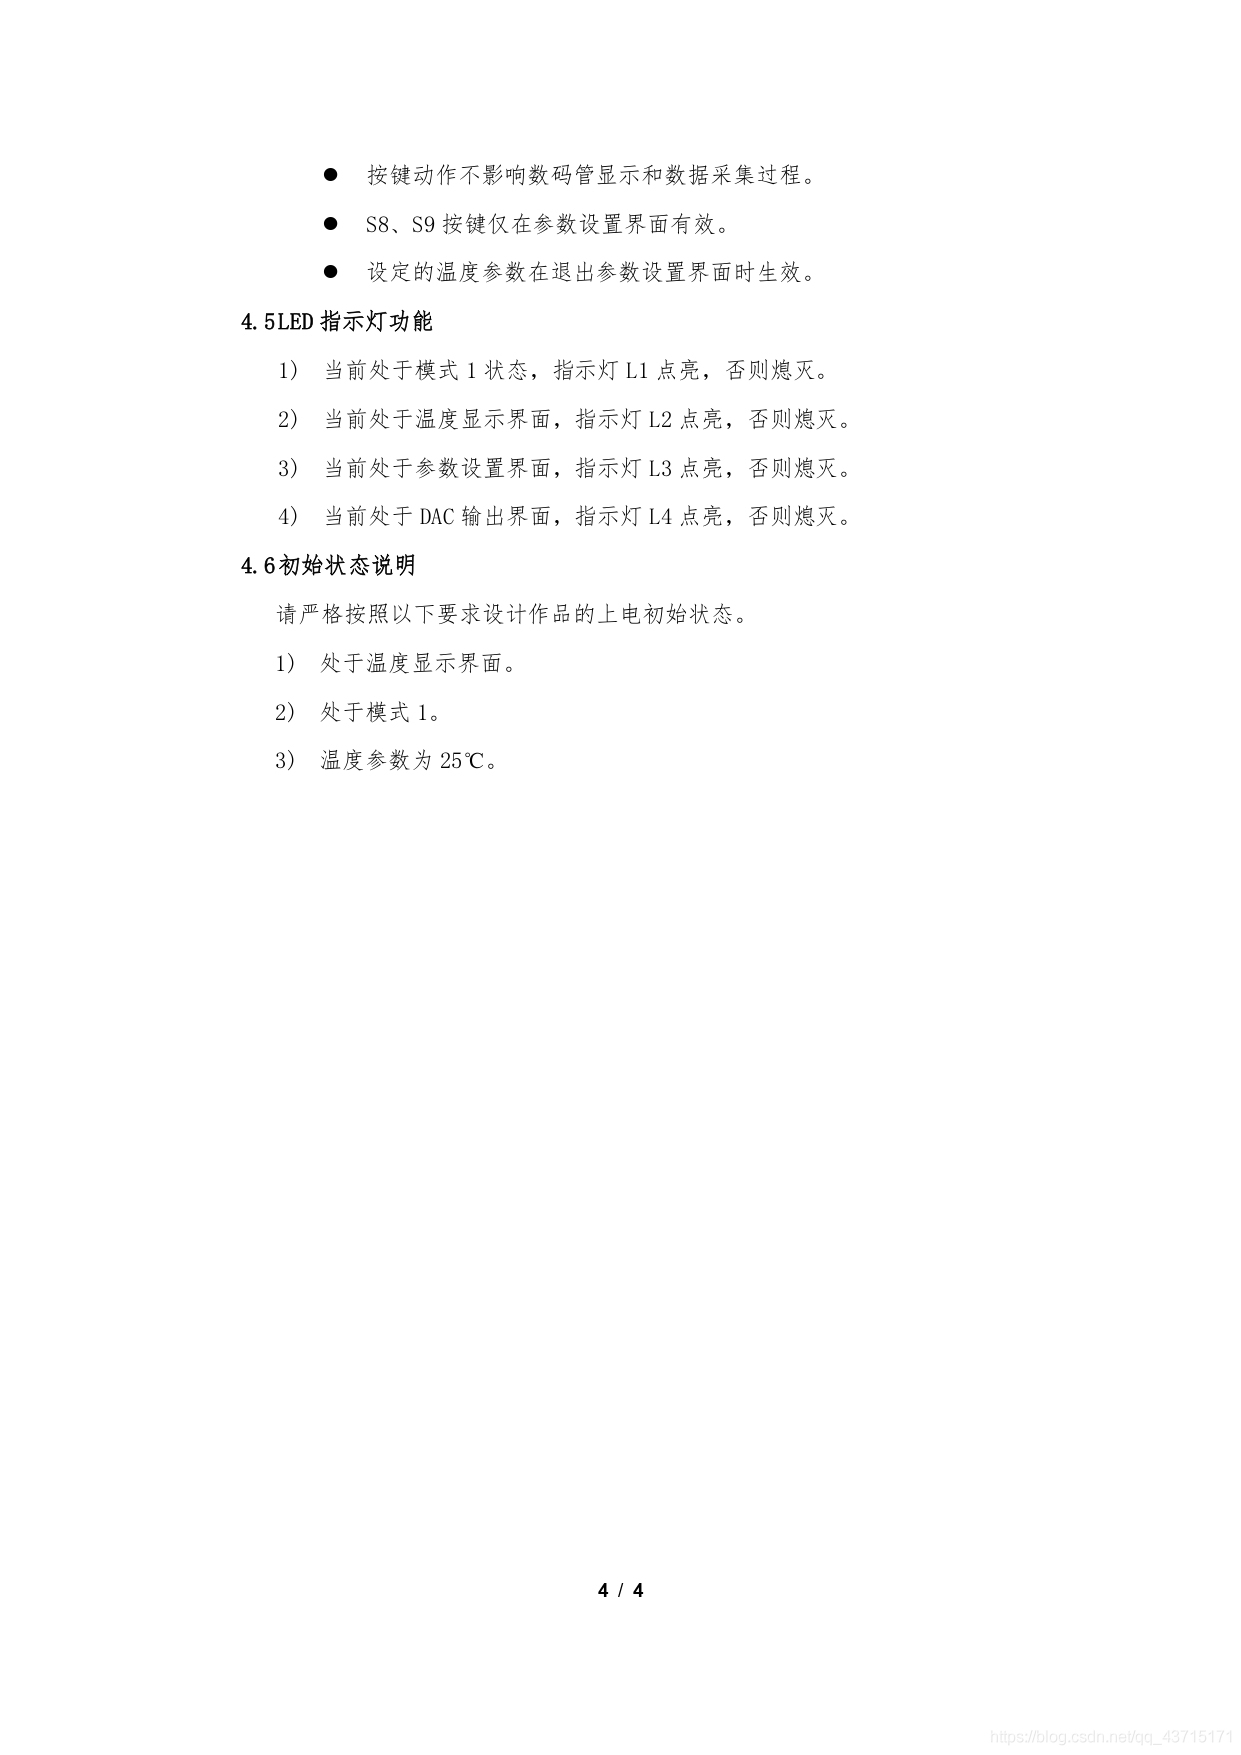 ● 按键动作不影响数码管显示和数据采集过程。
● S8、S9 按键仅在参数设置界面有效。
● 设定的温度参数在退出参数设置界面时生效。
4.5LED 指示灯功能
1) 当前处于模式 1 状态，指示灯 L1 点亮，否则熄灭。
2) 当前处于温度显示界面，指示灯 L2 点亮，否则熄灭。
3) 当前处于参数设置界面，指示灯 L3 点亮，否则熄灭。
4) 当前处于 DAC 输出界面，指示灯 L4 点亮，否则熄灭。
4.6初始状态说明
请严格按照以下要求设计作品的上电初始状态。
1) 处于温度显示界面。
2) 处于模式 1。
3) 温度参数为 25℃。
4 / 4
https://blog.csdn.net/qq_43715171